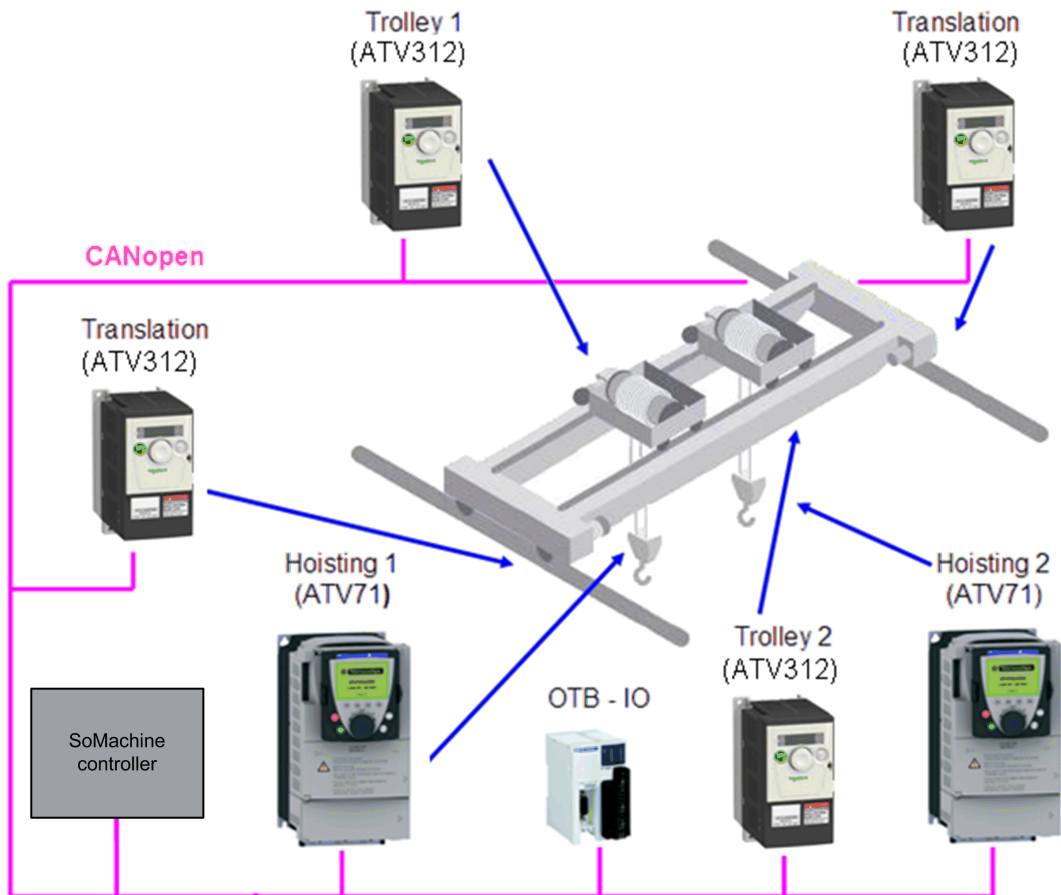 Trolley 1
(ATV312)
Translation
(ATV312)
CANopen
Translation
(ATV312)
Hoisting 1
(ATV71)
Hoisting 2
(ATV71)
Trolley 2
(ATV312)
OTB - IO
SoMachine
controller